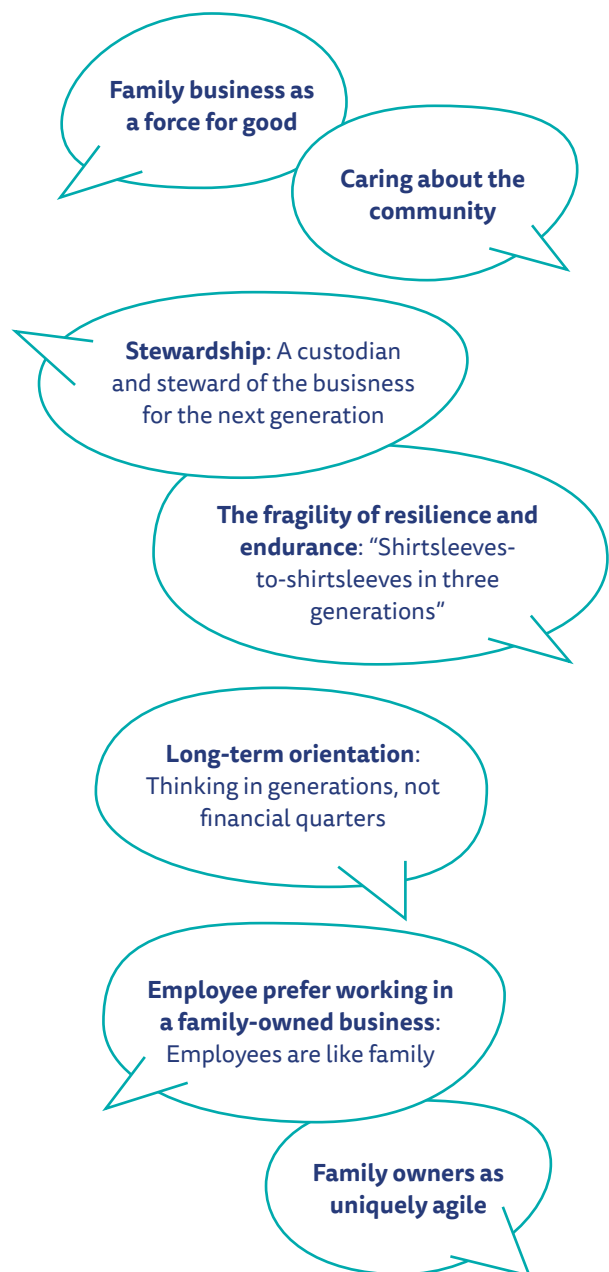 Family business as
a force for good
Caring about the
community
Stewardship: A custodian
and steward of the busisness
for the next generation
The fragility of resilience and
endurance: “Shirtsleeves-
to-shirtsleeves in three
generations“
Long-term orientation:
Thinking in generations, not
financial quarters
Employee prefer working in
a family-owned business:
Employees are like family
Family owners as
uniquely agile